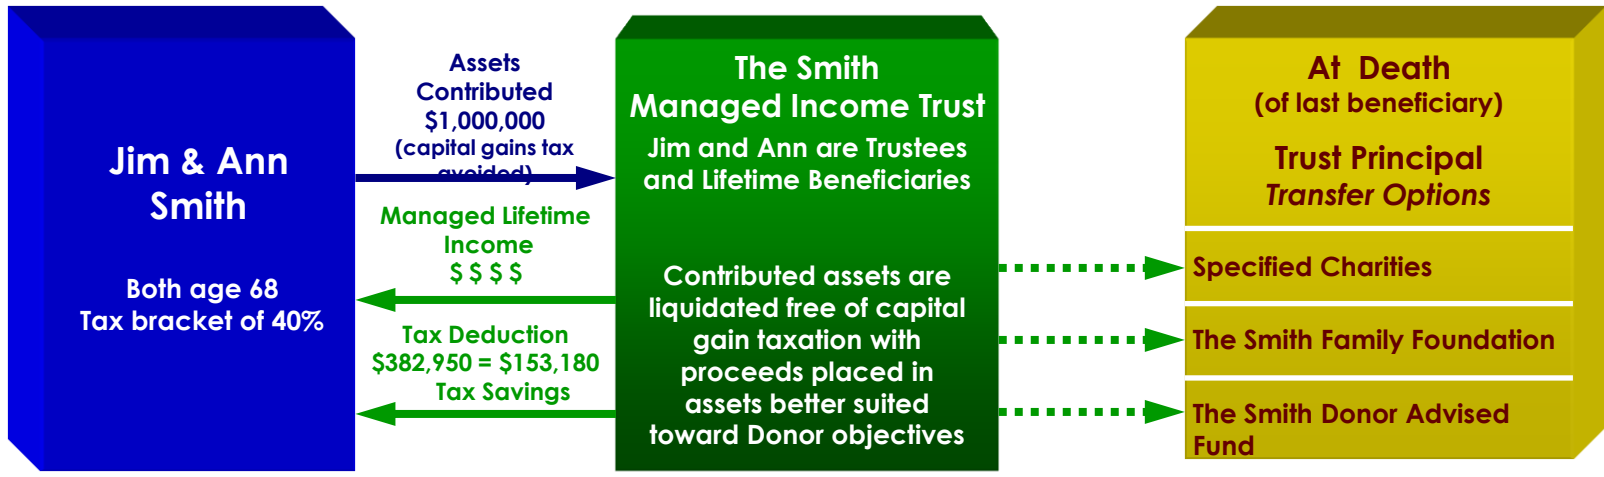 Jim & Ann
Smith
Both age 68
Tax bracket of 40%
Assets
Contributed
$1,000,000
(capital gains tax
avoided)
Managed Lifetime
Income
$ $ $ $
Tax Deduction
$382,950 = $153,180
Tax Savings
The Smith
Managed Income Trust
Jim and Ann are Trustees
and Lifetime Beneficiaries
Contributed assets are
liquidated free of capital
gain taxation with
proceeds placed in
assets better suited
toward Donor objectives
At Death
(of last beneficiary)
Trust Principal
Transfer Options
Specified Charities
The Smith Family Foundation
The Smith Donor Advised
Fund